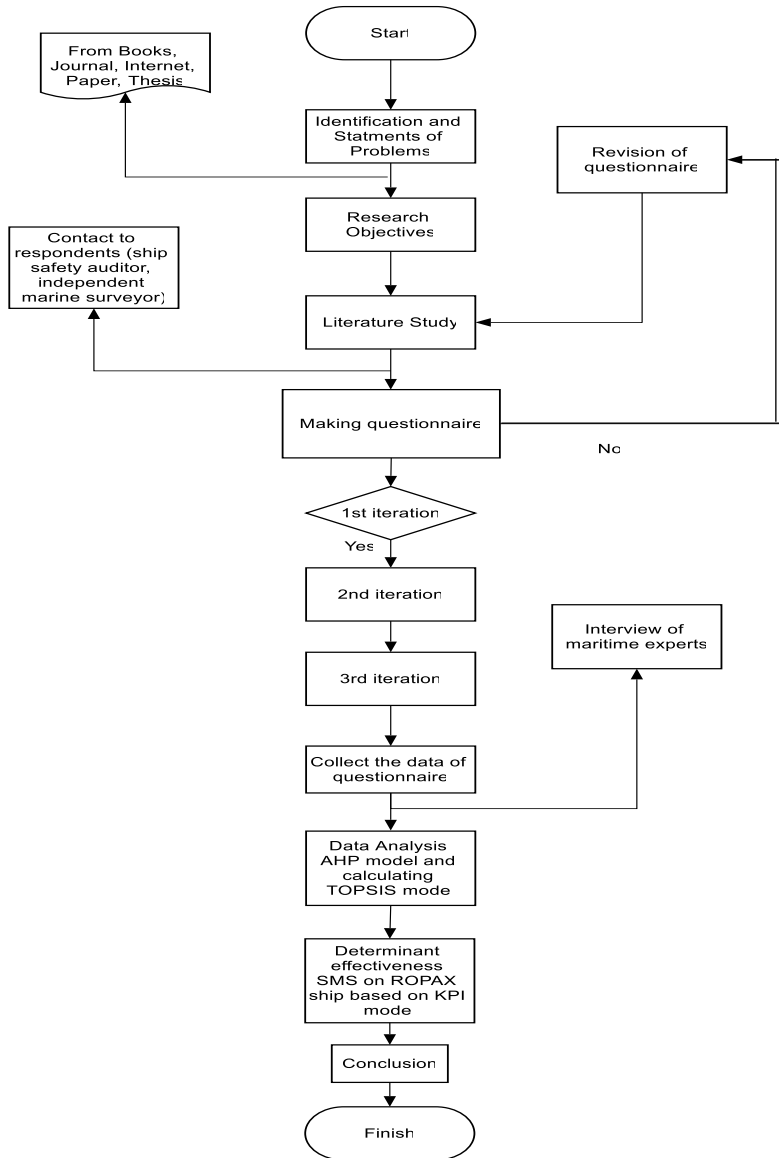 Start
From Books,
Journal, Internet,
Paper, Thesis
Identification and
Statments of
Problems
Revision of
questionnaire
Research
Objectives
Contact to
respondents (ship
safety auditor,
independent
marine surveyor)
Literature Study
Making questionnaire
No
1st iteration
Yes
2nd iteration
Interview of
maritime experts
3rd iteration
Collect the data of
questionnaire
Data Analysis
AHP model and
calculating
TOPSIS mode
Determinant
effectiveness
SMS on ROPAX
ship based on KPI
mode
Conclusion
Finish